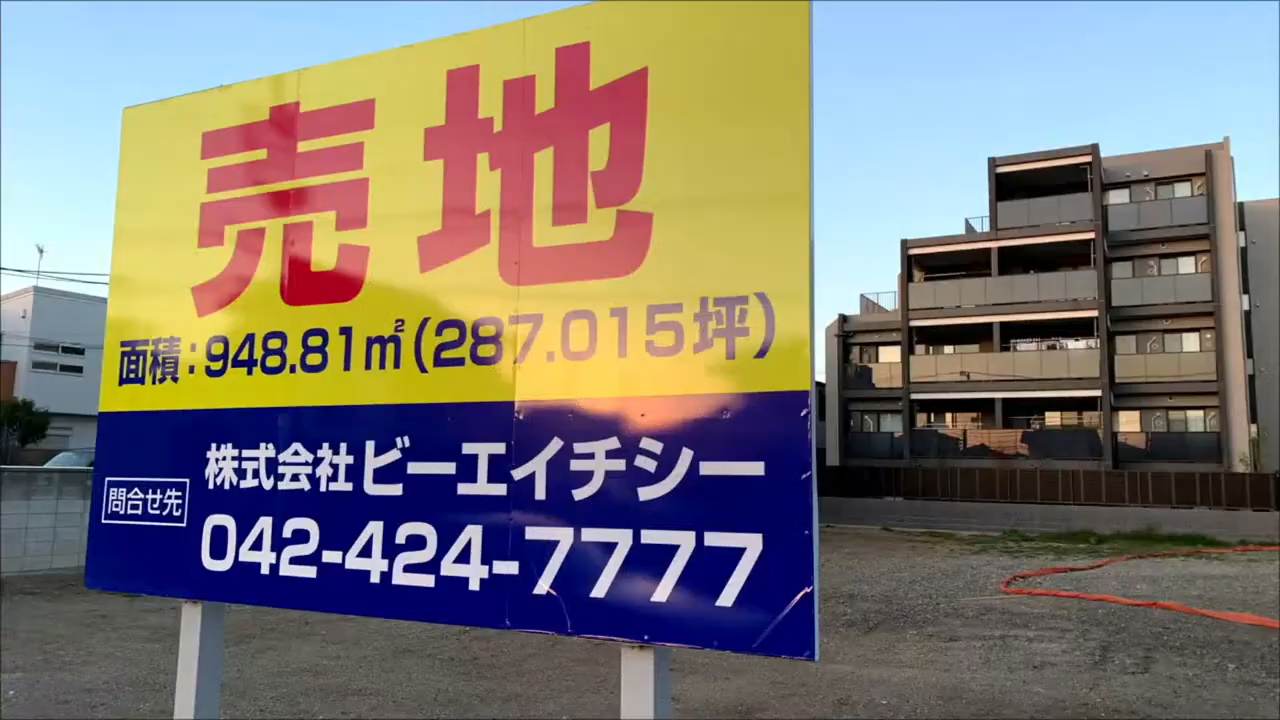 売地
面積:948.81㎡(287.015坪)
株式会社ビーエイチシー
問合せ先
042-424-7777